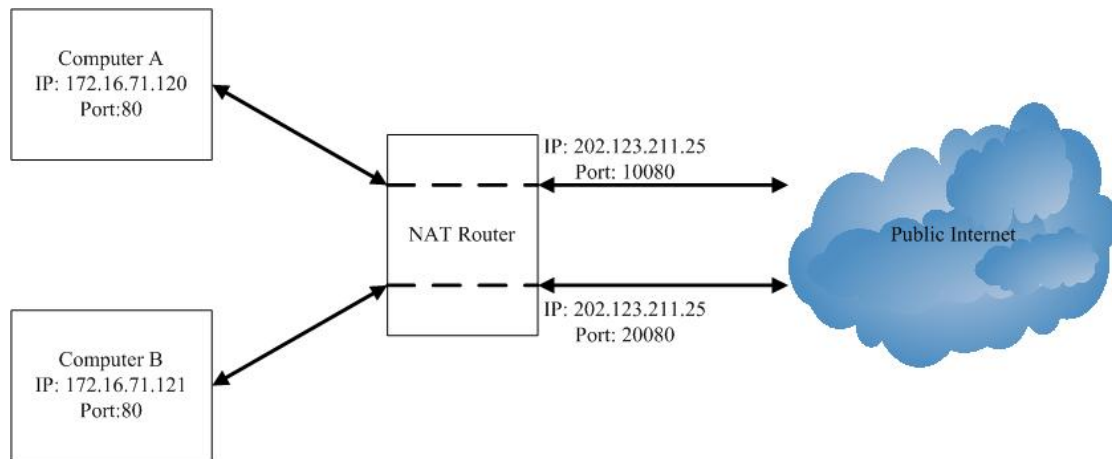 Computer A
IP: 172.16.71.120
Port:80
IP: 202.123.211.25
Port: 10080
NAT Router
Public Internet
IP: 202.123.211.25
Port: 20080
Computer B
IP: 172.16.71.121
Port:80